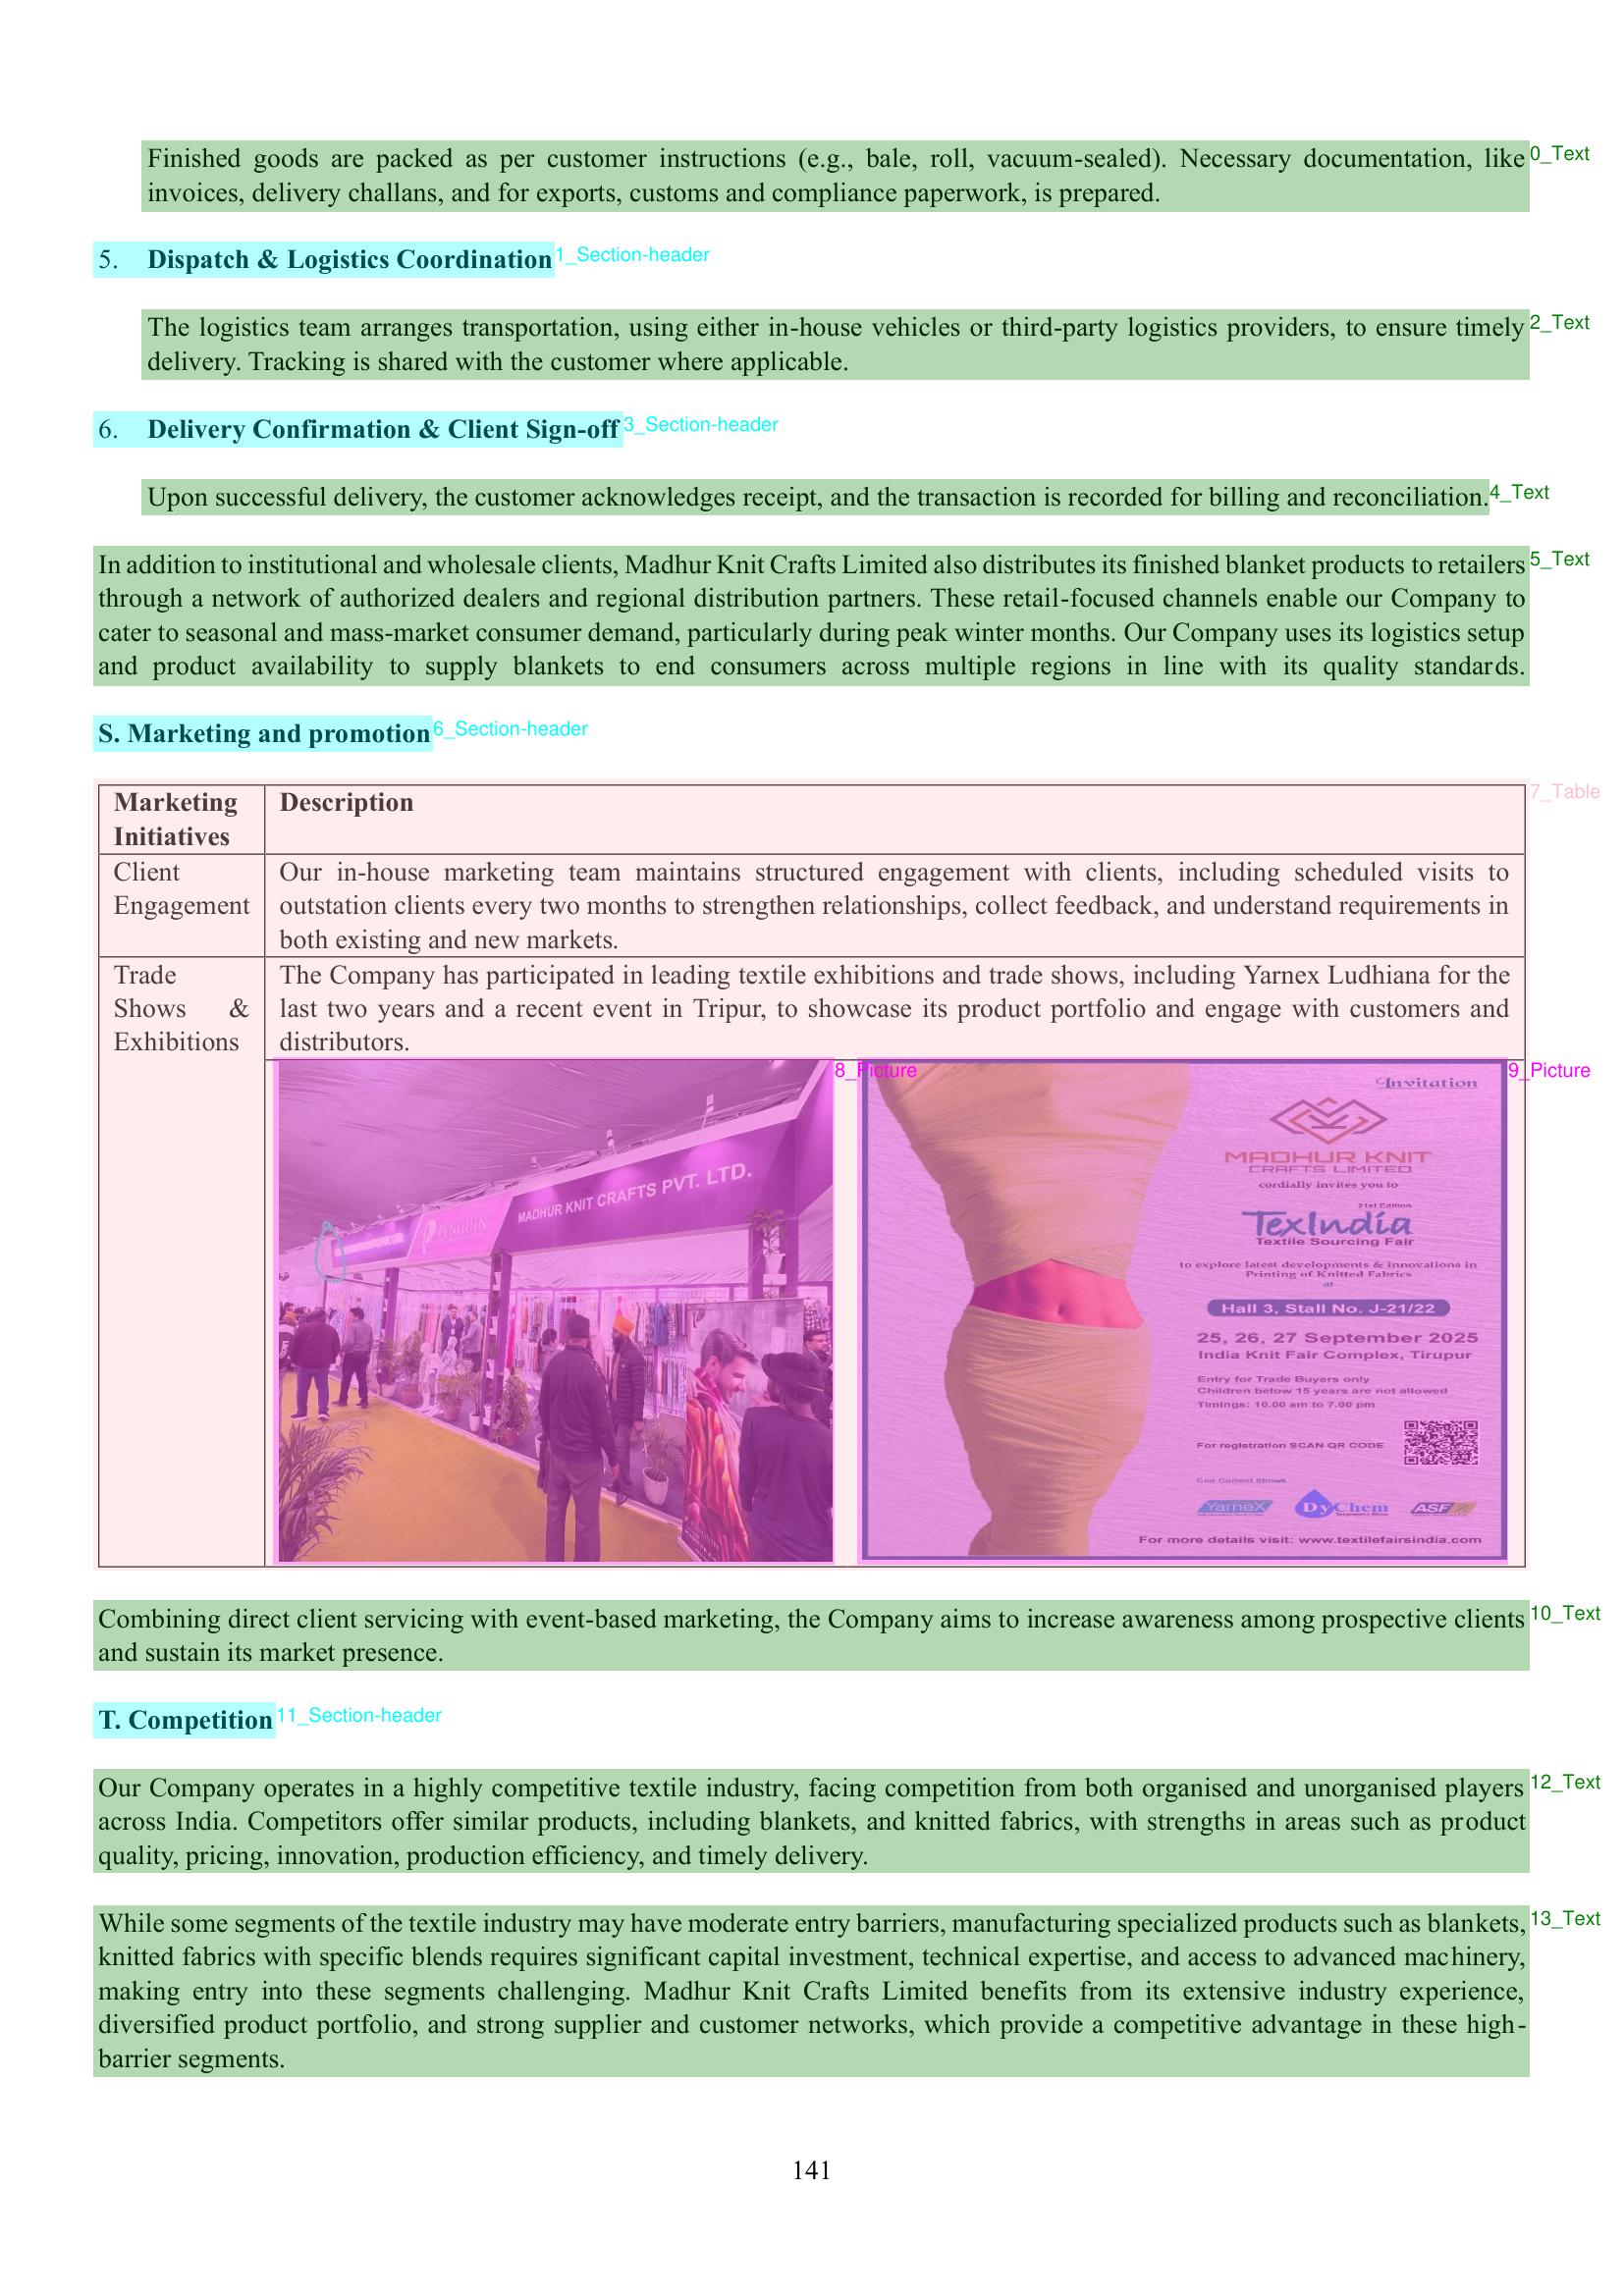 Finished goods are packed as per customer instructions (e.g., bale, roll, vacuum-sealed). Necessary documentation, like
invoices, delivery challans, and for exports, customs and compliance paperwork, is prepared.
0_Text
5. Dispatch & Logistics Coordination
1_Section-header
The logistics team arranges transportation, using either in-house vehicles or third-party logistics providers, to ensure timely
delivery. Tracking is shared with the customer where applicable.
2_Text
6. Delivery Confirmation & Client Sign-off
3_Section-header
Upon successful delivery, the customer acknowledges receipt, and the transaction is recorded for billing and reconciliation.
4_Text
In addition to institutional and wholesale clients, Madhur Knit Crafts Limited also distributes its finished blanket products to retailers
through a network of authorized dealers and regional distribution partners. These retail-focused channels enable our Company to
cater to seasonal and mass-market consumer demand, particularly during peak winter months. Our Company uses its logistics setup
and product availability to supply blankets to end consumers across multiple regions in line with its quality standards.
5_Text
S. Marketing and promotion
6_Section-header
7_Table
Marketing
Initiatives
Description
Client
Engagement
Our in-house marketing team maintains structured engagement with clients, including scheduled visits to
outstation clients every two months to strengthen relationships, collect feedback, and understand requirements in
both existing and new markets.
Trade
Shows &
Exhibitions
The Company has participated in leading textile exhibitions and trade shows, including Yarnex Ludhiana for the
last two years and a recent event in Tripur, to showcase its product portfolio and engage with customers and
distributors.
8_Picture
PENGUIN
MADHUR KNIT CRAFTS PVT. LTD.
9_Picture
Invitation
MADHUR KNIT
CRAFTS LIMITED
cordially invites you to
21st Edition
TexIndia
Textile Sourcing Fair
to explore latest developments & innovations in
Printing of Knitted Fabrics
at
Hall 3, Stall No. J-21/22
25, 26, 27 September 2025
India Knit Fair Complex, Tirupur
Entry for Trade Buyers only
Children below 15 years are not allowed
Timings: 10.00 am to 7.00 pm
For registration SCAN QR CODE
Con Current Shows
YarneX
DyChem
ASFX
For more details visit: www.textilefairsindia.com
Combining direct client servicing with event-based marketing, the Company aims to increase awareness among prospective clients
and sustain its market presence.
10_Text
T. Competition
11_Section-header
Our Company operates in a highly competitive textile industry, facing competition from both organised and unorganised players
across India. Competitors offer similar products, including blankets, and knitted fabrics, with strengths in areas such as product
quality, pricing, innovation, production efficiency, and timely delivery.
12_Text
While some segments of the textile industry may have moderate entry barriers, manufacturing specialized products such as blankets,
knitted fabrics with specific blends requires significant capital investment, technical expertise, and access to advanced machinery,
making entry into these segments challenging. Madhur Knit Crafts Limited benefits from its extensive industry experience,
diversified product portfolio, and strong supplier and customer networks, which provide a competitive advantage in these high-
barrier segments.
13_Text
141